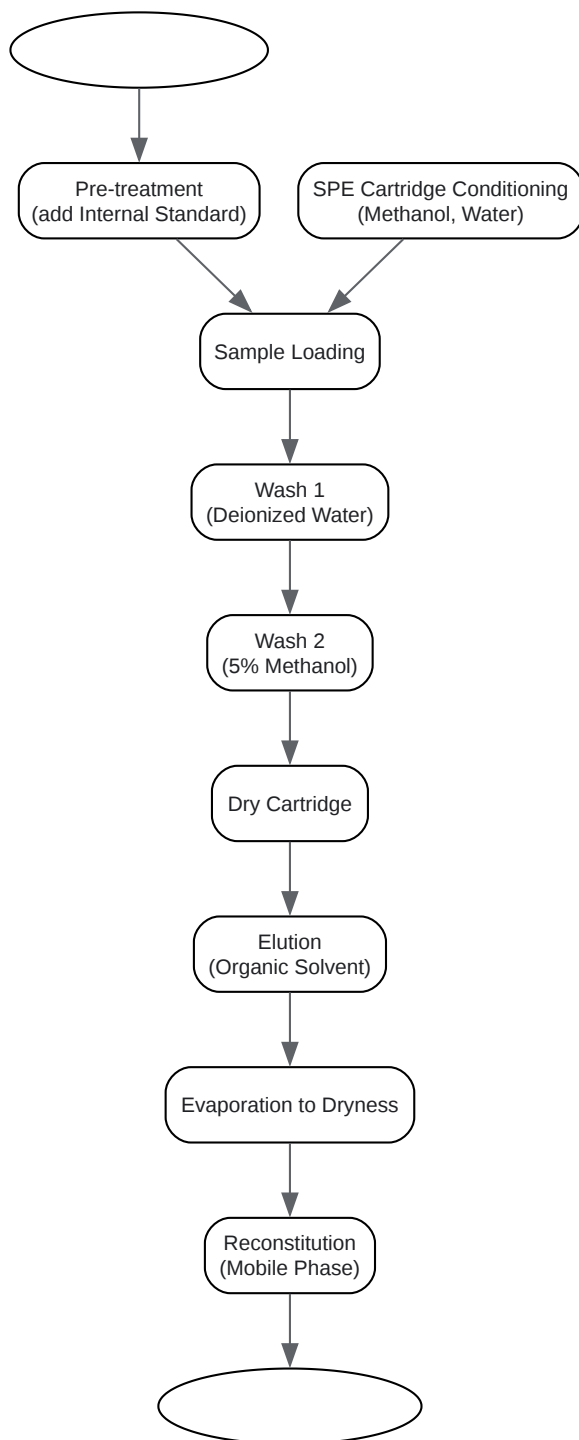 Pre-treatment
(add Internal Standard)
SPE Cartridge Conditioning
(Methanol, Water)
Sample Loading
Wash 1
(Deionized Water)
Wash 2
(5% Methanol)
Dry Cartridge
Elution
(Organic Solvent)
Evaporation to Dryness
Reconstitution
(Mobile Phase)